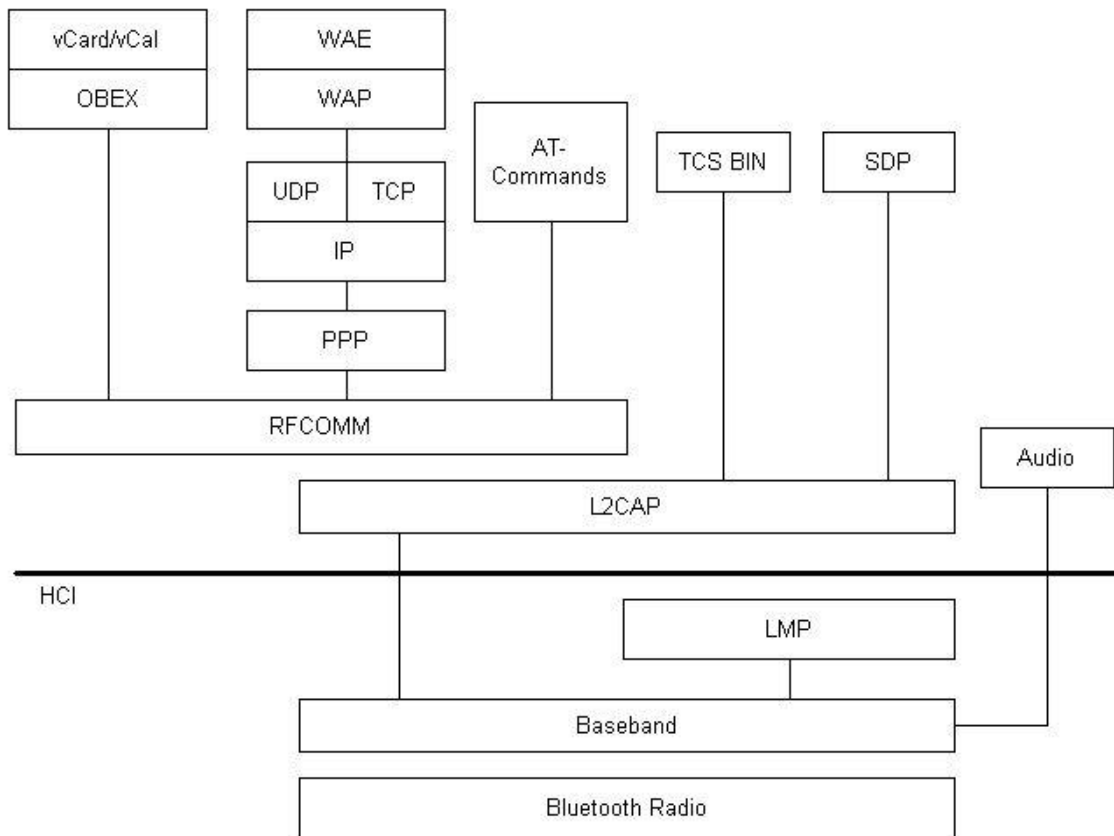 vCard/vCal
WAE
OBEX
WAP
AT-
Commands
TCS BIN
SDP
UDP
TCP
IP
PPP
RFCOMM
Audio
L2CAP
HCI
LMP
Baseband
Bluetooth Radio